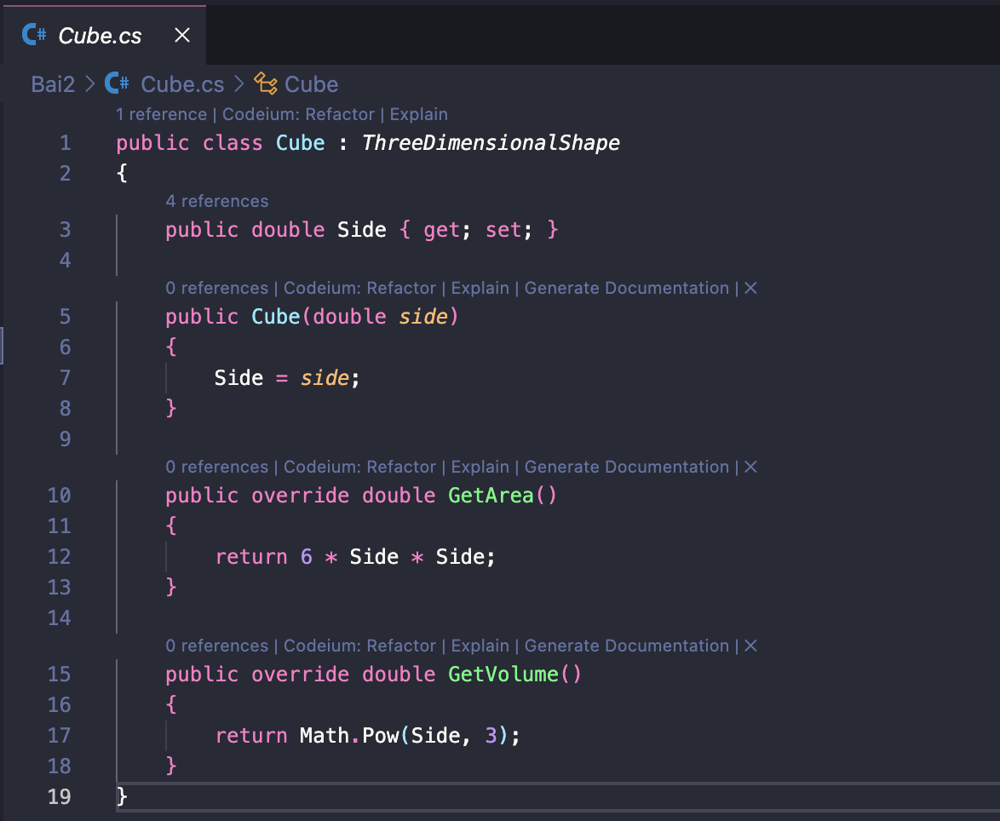 C# Cube.cs ×
Bai2 > C# Cube.cs > Cube
1 reference | Codeium: Refactor | Explain
1 public class Cube : ThreeDimensionalShape
2 {
4 references
3     public double Side { get; set; }
4
0 references | Codeium: Refactor | Explain | Generate Documentation | ×
5     public Cube(double side)
6     {
7         Side = side;
8     }
9
0 references | Codeium: Refactor | Explain | Generate Documentation | ×
10     public override double GetArea()
11     {
12         return 6 * Side * Side;
13     }
14
0 references | Codeium: Refactor | Explain | Generate Documentation | ×
15     public override double GetVolume()
16     {
17         return Math.Pow(Side, 3);
18     }
19 }